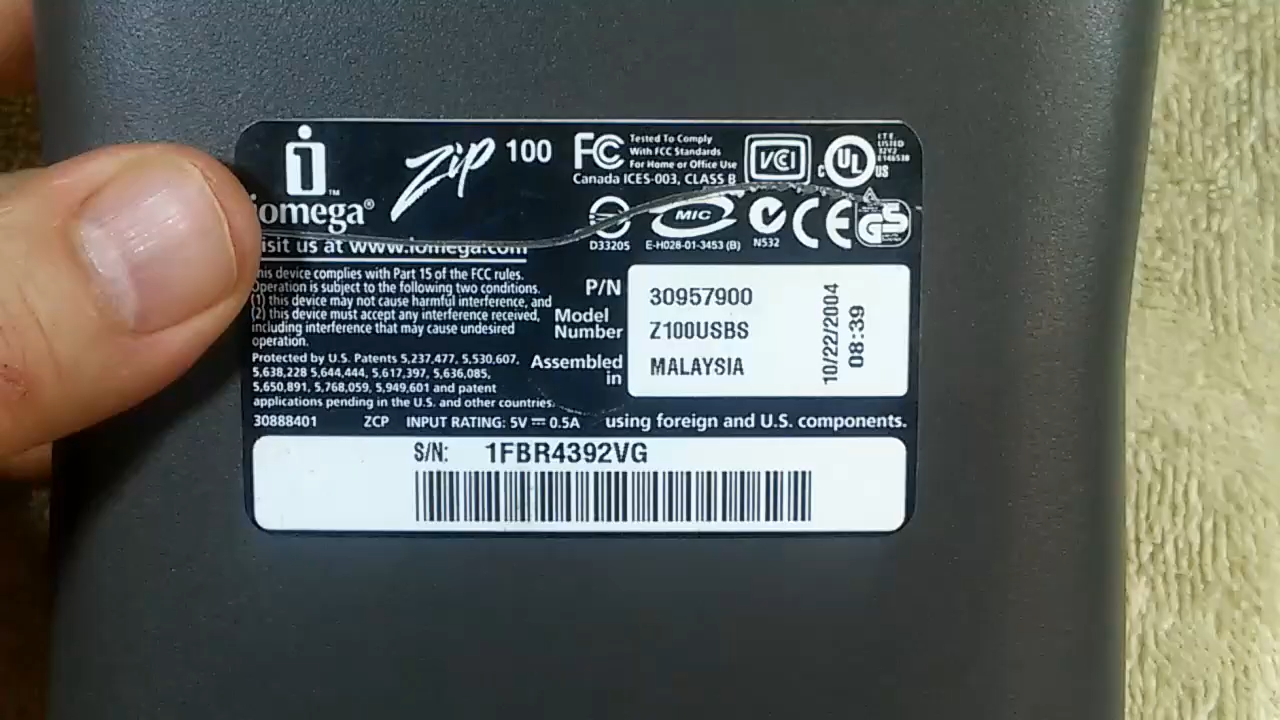 iomega®
Zip 100
FC Tested To Comply
With FCC Standards
For Home or Office Use
Canada ICES-003, CLASS B
VCI
C UL US
I.T.E.
LISTED
D33205
MIC
E-H028-01-3453 (B)
N532
CE
GS
isit us at www.iomega.com
his device complies with Part 15 of the FCC rules.
Operation is subject to the following two conditions.
(1) this device may not cause harmful interference, and
(2) this device must accept any interference received,
including interference that may cause undesired
operation.
Protected by U.S. Patents 5,237,477, 5,530,607,
5,638,228 5,644,444, 5,617,397, 5,636,085,
5,650,891, 5,768,059, 5,949,601 and patent
applications pending in the U.S. and other countries.
P/N 30957900
Model
Number Z100USBS
Assembled
in MALAYSIA
10/22/2004
08:39
30888401 ZCP INPUT RATING: 5V 0.5A using foreign and U.S. components.
S/N: 1FBR4392VG